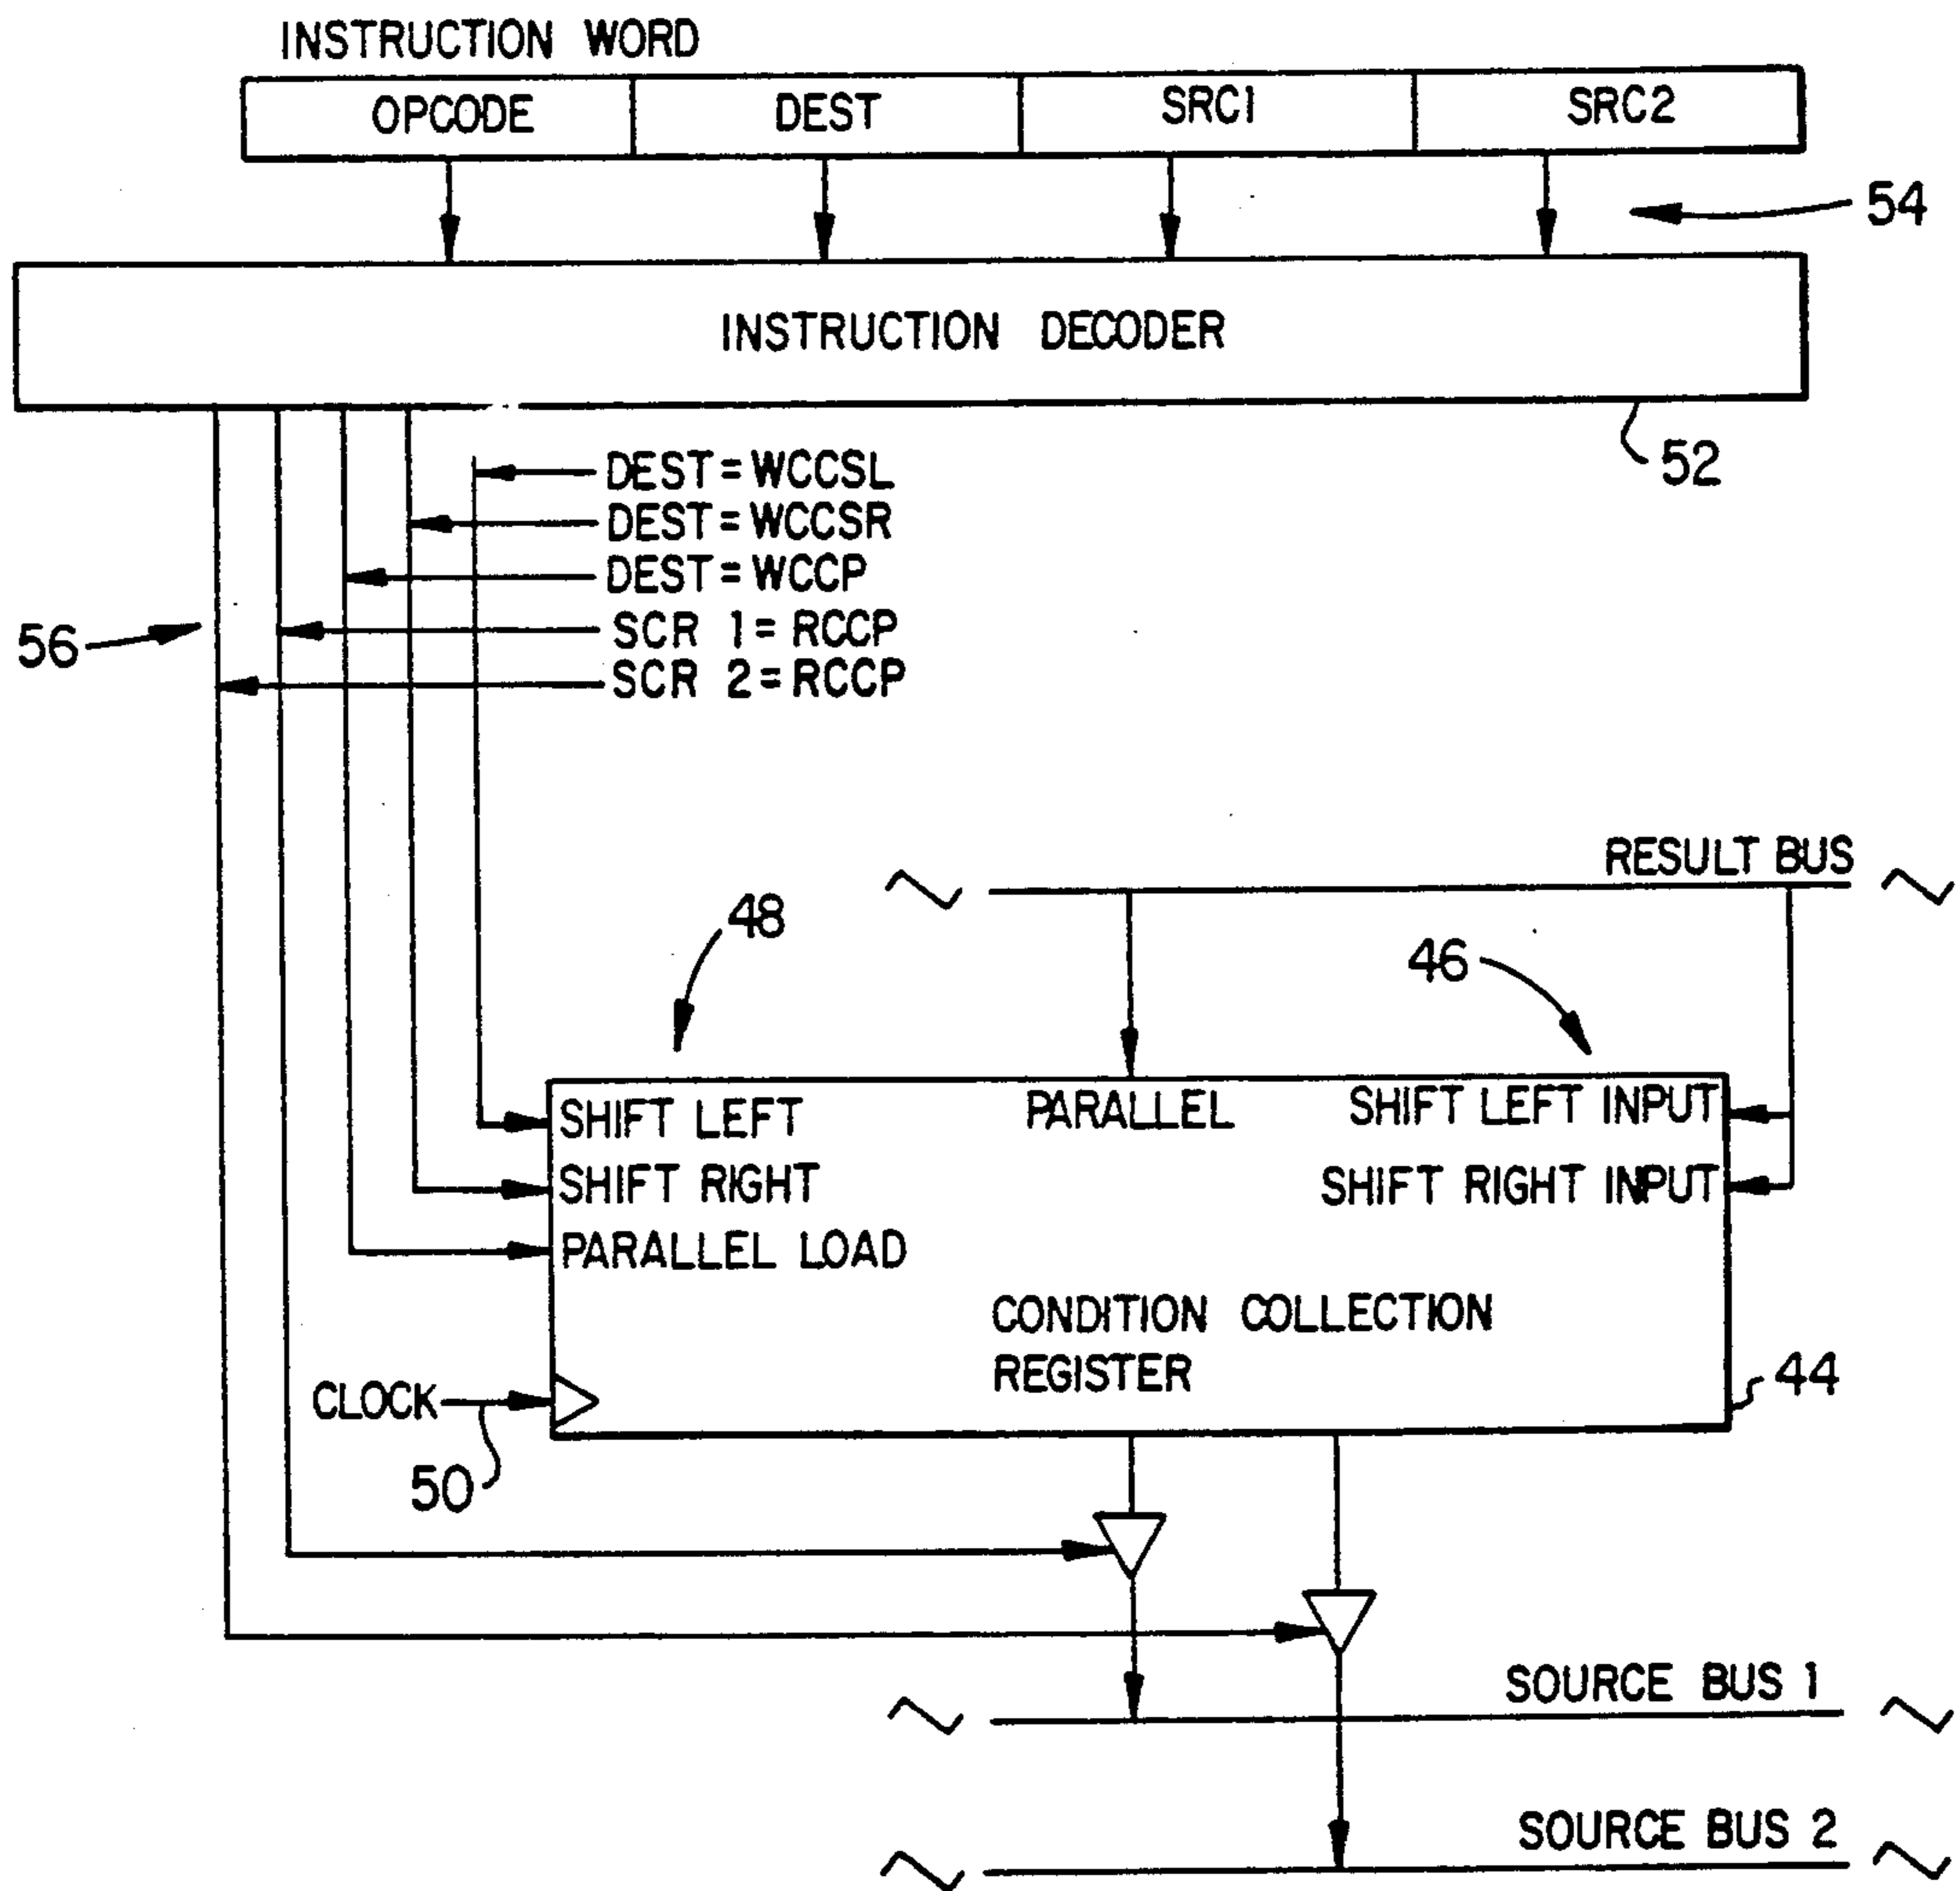 INSTRUCTION WORD
OPCODE DEST SRC1 SRC2
54
INSTRUCTION DECODER
52
DEST=WCCSL
DEST=WCCSR
DEST=WCCP
SCR 1=RCCP
SCR 2=RCCP
56
RESULT BUS
48
46
SHIFT LEFT PARALLEL SHIFT LEFT INPUT
SHIFT RIGHT SHIFT RIGHT INPUT
PARALLEL LOAD
CONDITION COLLECTION
REGISTER
44
CLOCK
50
SOURCE BUS 1
SOURCE BUS 2